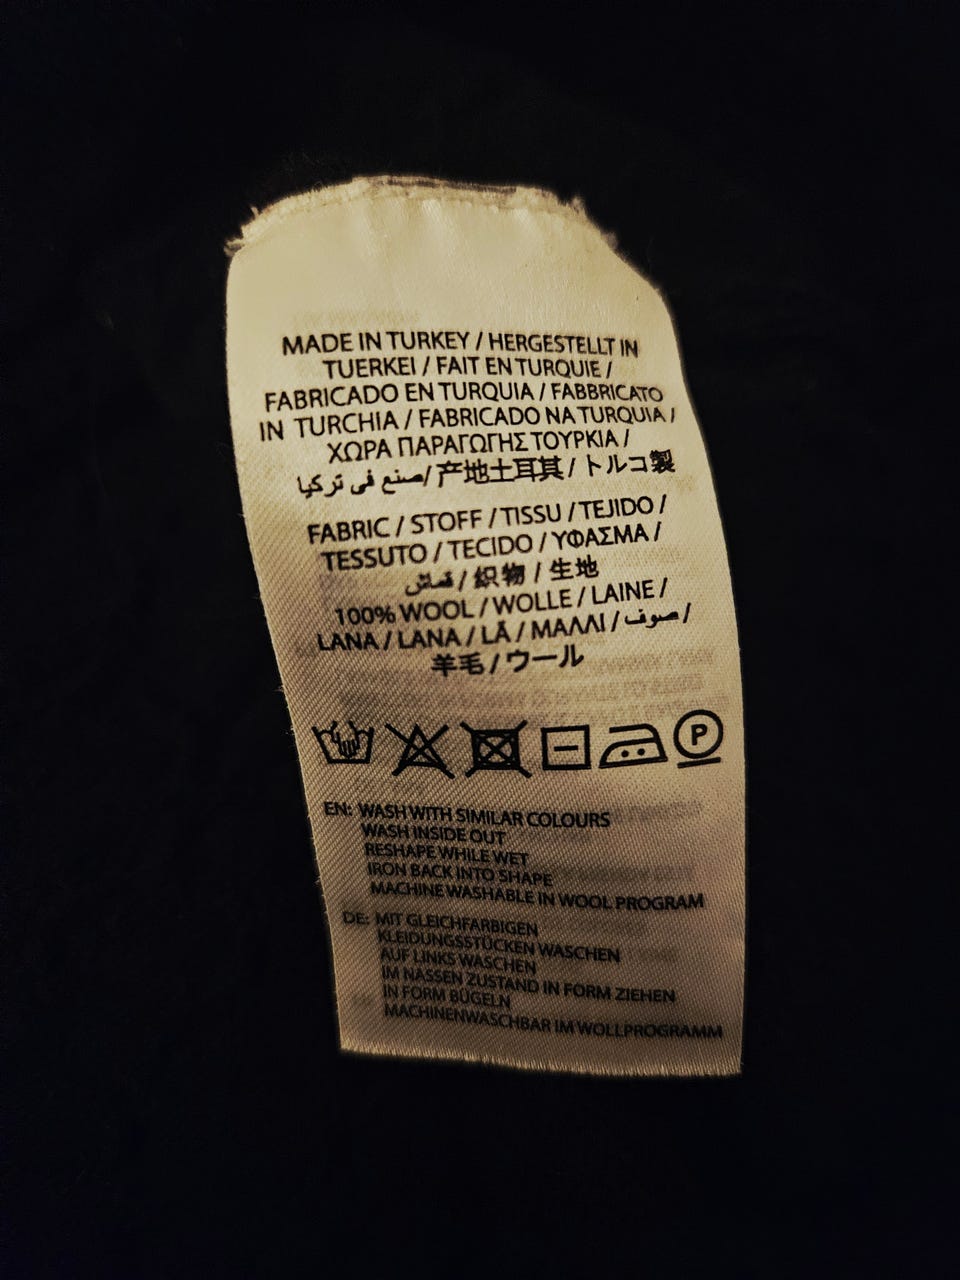 MADE IN TURKEY / HERGESTELLT IN
TUERKEI / FAIT EN TURQUIE /
FABRICADO EN TURQUIA / FABBRICATO
IN TURCHIA / FABRICADO NA TURQUIA /
ΧΩΡΑ ΠΑΡΑΓΩΓΗΣ ΤΟΥΡΚΙΑ /
صنع في تركيا / 产地土耳其 / トルコ製
FABRIC / STOFF / TISSU / TEJIDO /
TESSUTO / TECIDO / ΥΦΑΣΜΑ /
قماش / 织物 / 生地
100% WOOL / WOLLE / LAINE /
LANA / LANA / LÃ / ΜΑΛΛΙ / صوف /
羊毛 / ウール
P
EN: WASH WITH SIMILAR COLOURS
WASH INSIDE OUT
RESHAPE WHILE WET
IRON BACK INTO SHAPE
MACHINE WASHABLE IN WOOL PROGRAM
DE: MIT GLEICHFARBIGEN
KLEIDUNGSSTÜCKEN WASCHEN
AUF LINKS WASCHEN
IM NASSEN ZUSTAND IN FORM ZIEHEN
IN FORM BÜGELN
MACHINENWASCHBAR IM WOLLPROGRAMM